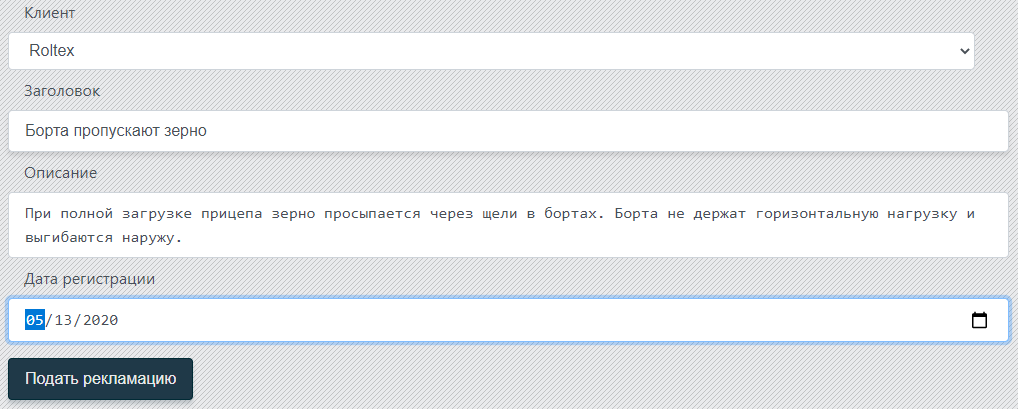 Клиент
Roltex
Заголовок
Борта пропускают зерно
Описание
При полной загрузке прицепа зерно просыпается через щели в бортах. Борта не держат горизонтальную нагрузку и
выгибаются наружу.
Дата регистрации
05/13/2020
Подать рекламацию